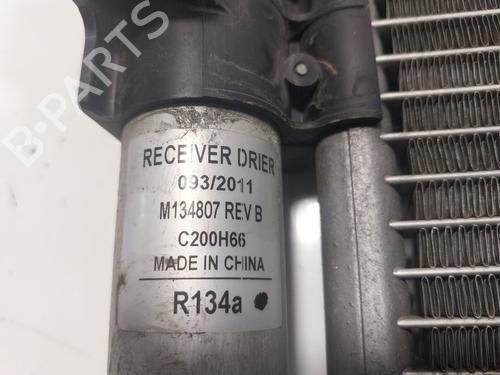 B-PARTS
RECEIVER DRIER
093/2011
M134807 REV B
C200H66
MADE IN CHINA
R134a